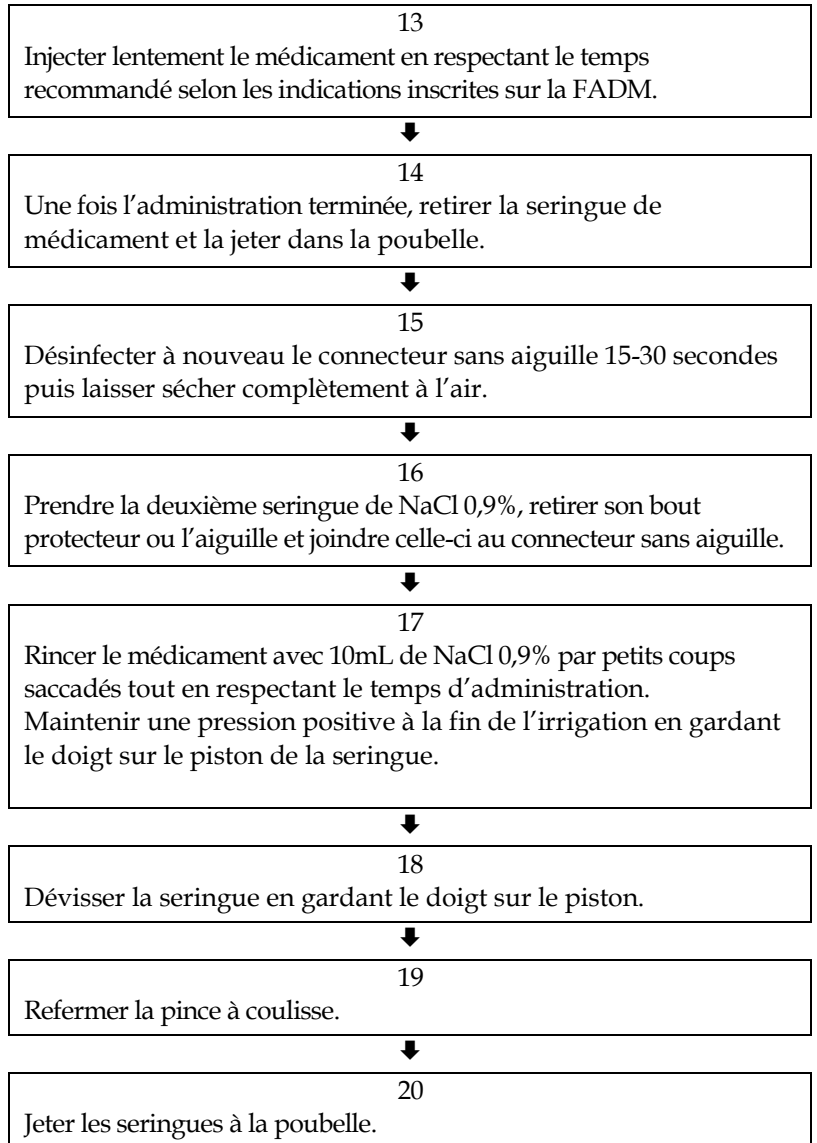 13
Injecter lentement le médicament en respectant le temps
recommandé selon les indications inscrites sur la FADM.
14
Une fois l’administration terminée, retirer la seringue de
médicament et la jeter dans la poubelle.
15
Désinfecter à nouveau le connecteur sans aiguille 15-30 secondes
puis laisser sécher complètement à l’air.
16
Prendre la deuxième seringue de NaCl 0,9%, retirer son bout
protecteur ou l’aiguille et joindre celle-ci au connecteur sans aiguille.
17
Rincer le médicament avec 10mL de NaCl 0,9% par petits coups
saccadés tout en respectant le temps d’administration.
Maintenir une pression positive à la fin de l’irrigation en gardant
le doigt sur le piston de la seringue.
18
Dévisser la seringue en gardant le doigt sur le piston.
19
Refermer la pince à coulisse.
20
Jeter les seringues à la poubelle.